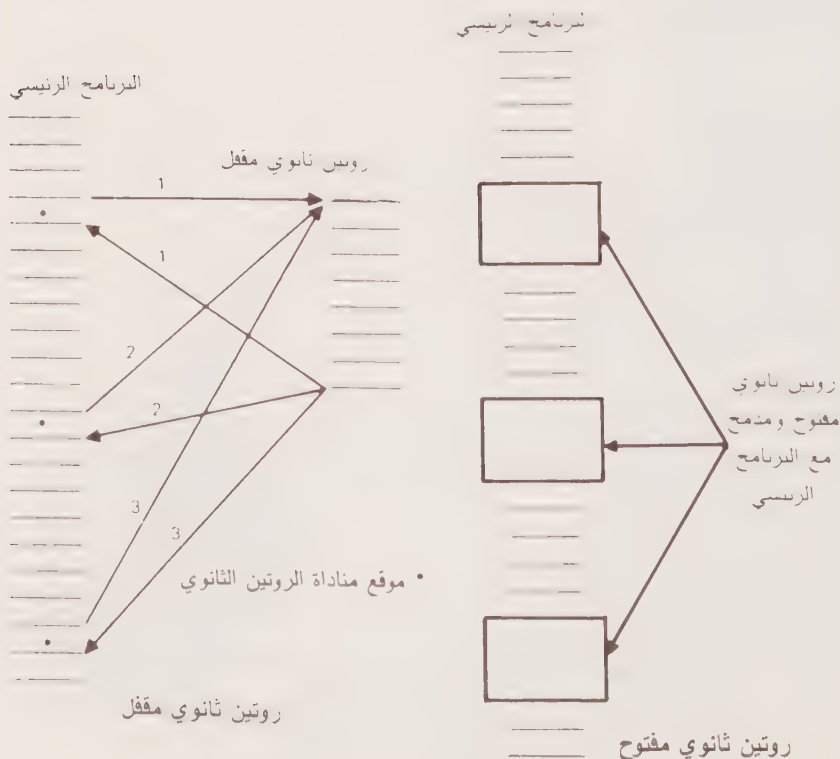 البرنامج الرئيسي
روتين ثانوي
مفتوح ومدمج
مع البرنامج
الرئيسي
روتين ثانوي مفتوح
البرنامج الرئيسي
روتين ثانوي مقفل
1
1
2
2
3
3
• موقع مناداة الروتين الثانوي
روتين ثانوي مقفل